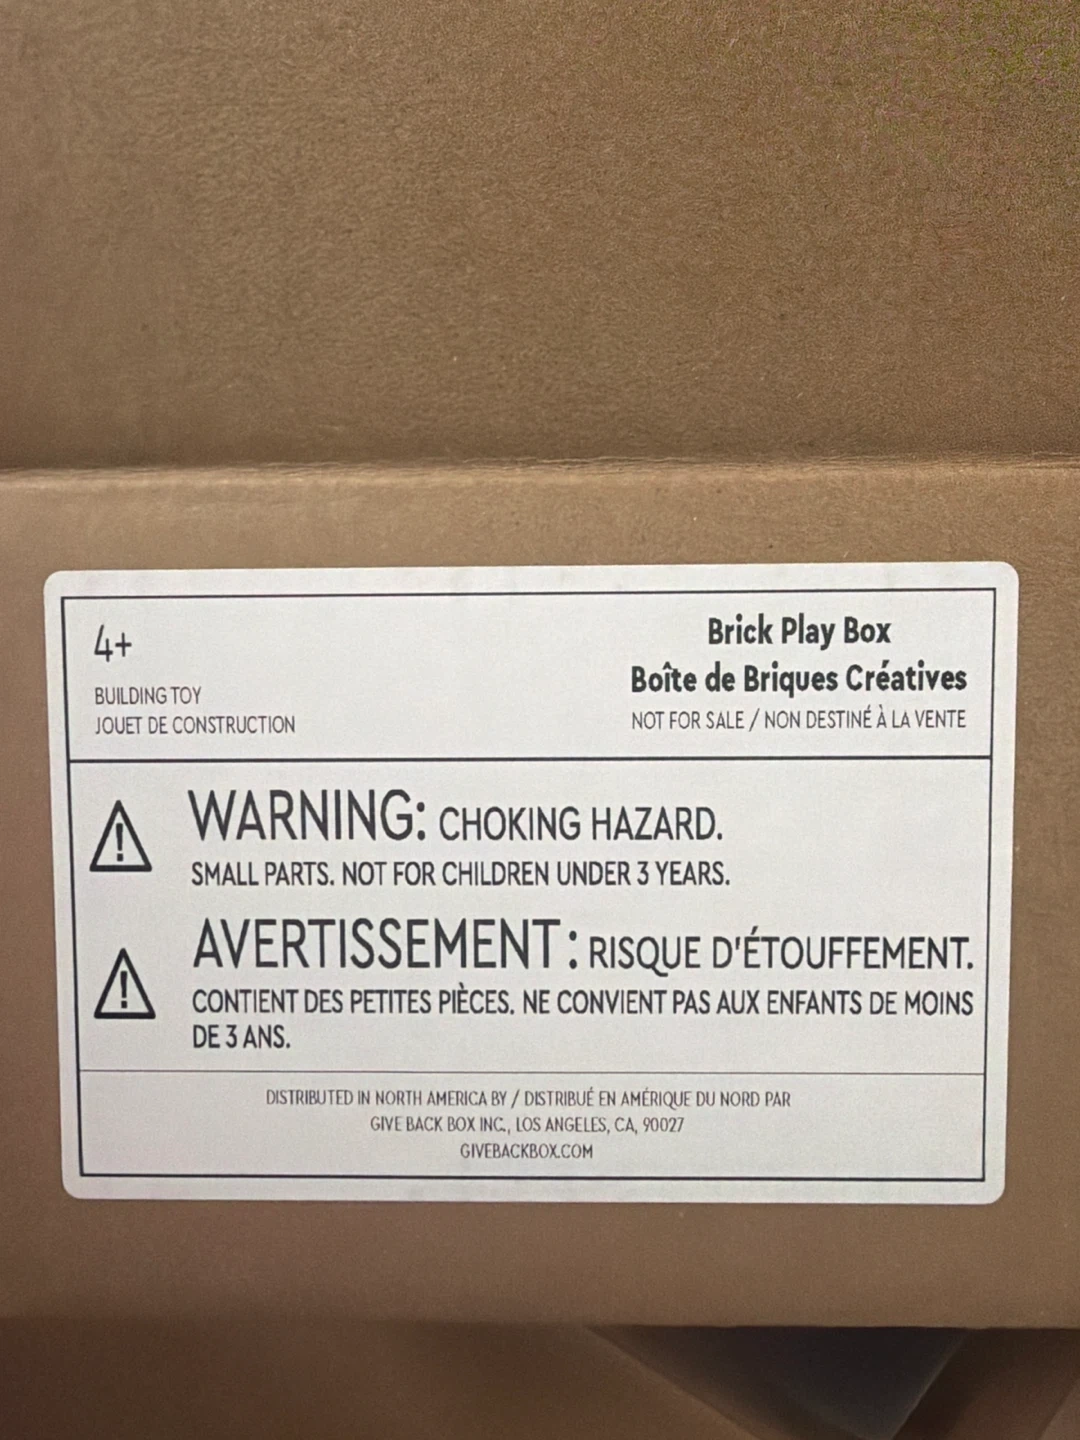 4+
BUILDING TOY
JOUET DE CONSTRUCTION
Brick Play Box
Boîte de Briques Créatives
NOT FOR SALE / NON DESTINÉ À LA VENTE
WARNING: CHOKING HAZARD.
SMALL PARTS. NOT FOR CHILDREN UNDER 3 YEARS.
AVERTISSEMENT : RISQUE D'ÉTOUFFEMENT.
CONTIENT DES PETITES PIÈCES. NE CONVIENT PAS AUX ENFANTS DE MOINS
DE 3 ANS.
DISTRIBUTED IN NORTH AMERICA BY / DISTRIBUÉ EN AMÉRIQUE DU NORD PAR
GIVE BACK BOX INC., LOS ANGELES, CA, 90027
GIVEBACKBOX.COM